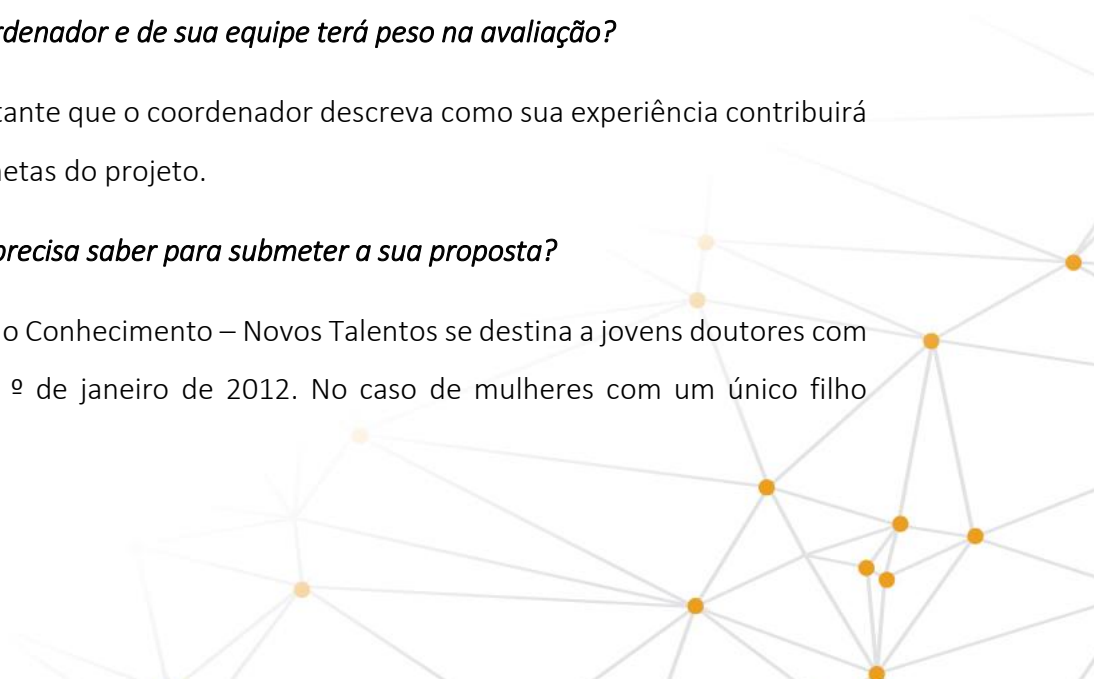 rdenador e de sua equipe terá peso na avaliação?
tante que o coordenador descreva como sua experiência contribuirá
netas do projeto.
precisa saber para submeter a sua proposta?
o Conhecimento – Novos Talentos se destina a jovens doutores com
º de janeiro de 2012. No caso de mulheres com um único filho